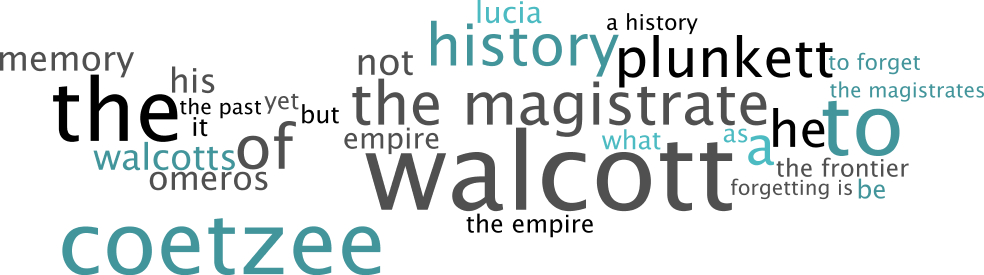 lucia
a history
history
plunkett
memory
not
to forget
his
the magistrates
the
the past
yet
but
the magistrate
he
to
it
of
empire
what
as
a
walcotts
walcott
the frontier
omeros
forgetting is
be
the empire
coetzee